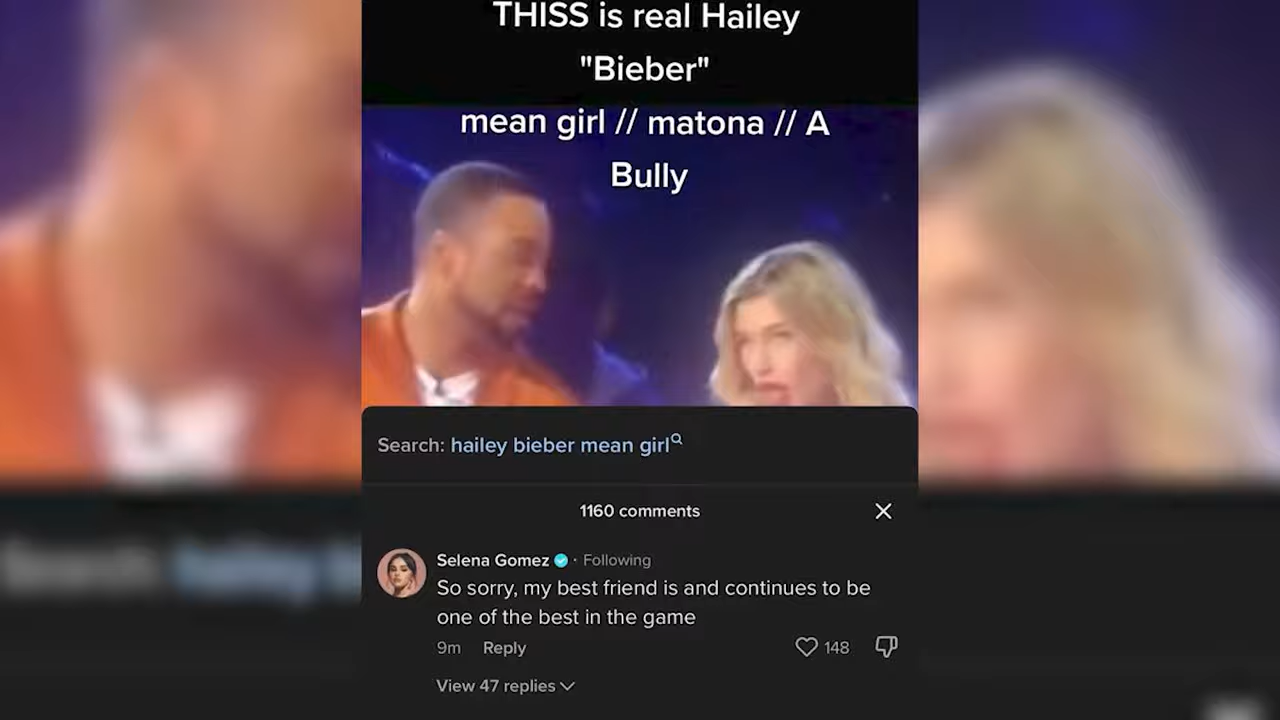 THISS is real Hailey
"Bieber"
mean girl // matona // A
Bully
Search: hailey bieber mean girl
1160 comments
Selena Gomez · Following
So sorry, my best friend is and continues to be
one of the best in the game
9m Reply 148
View 47 replies